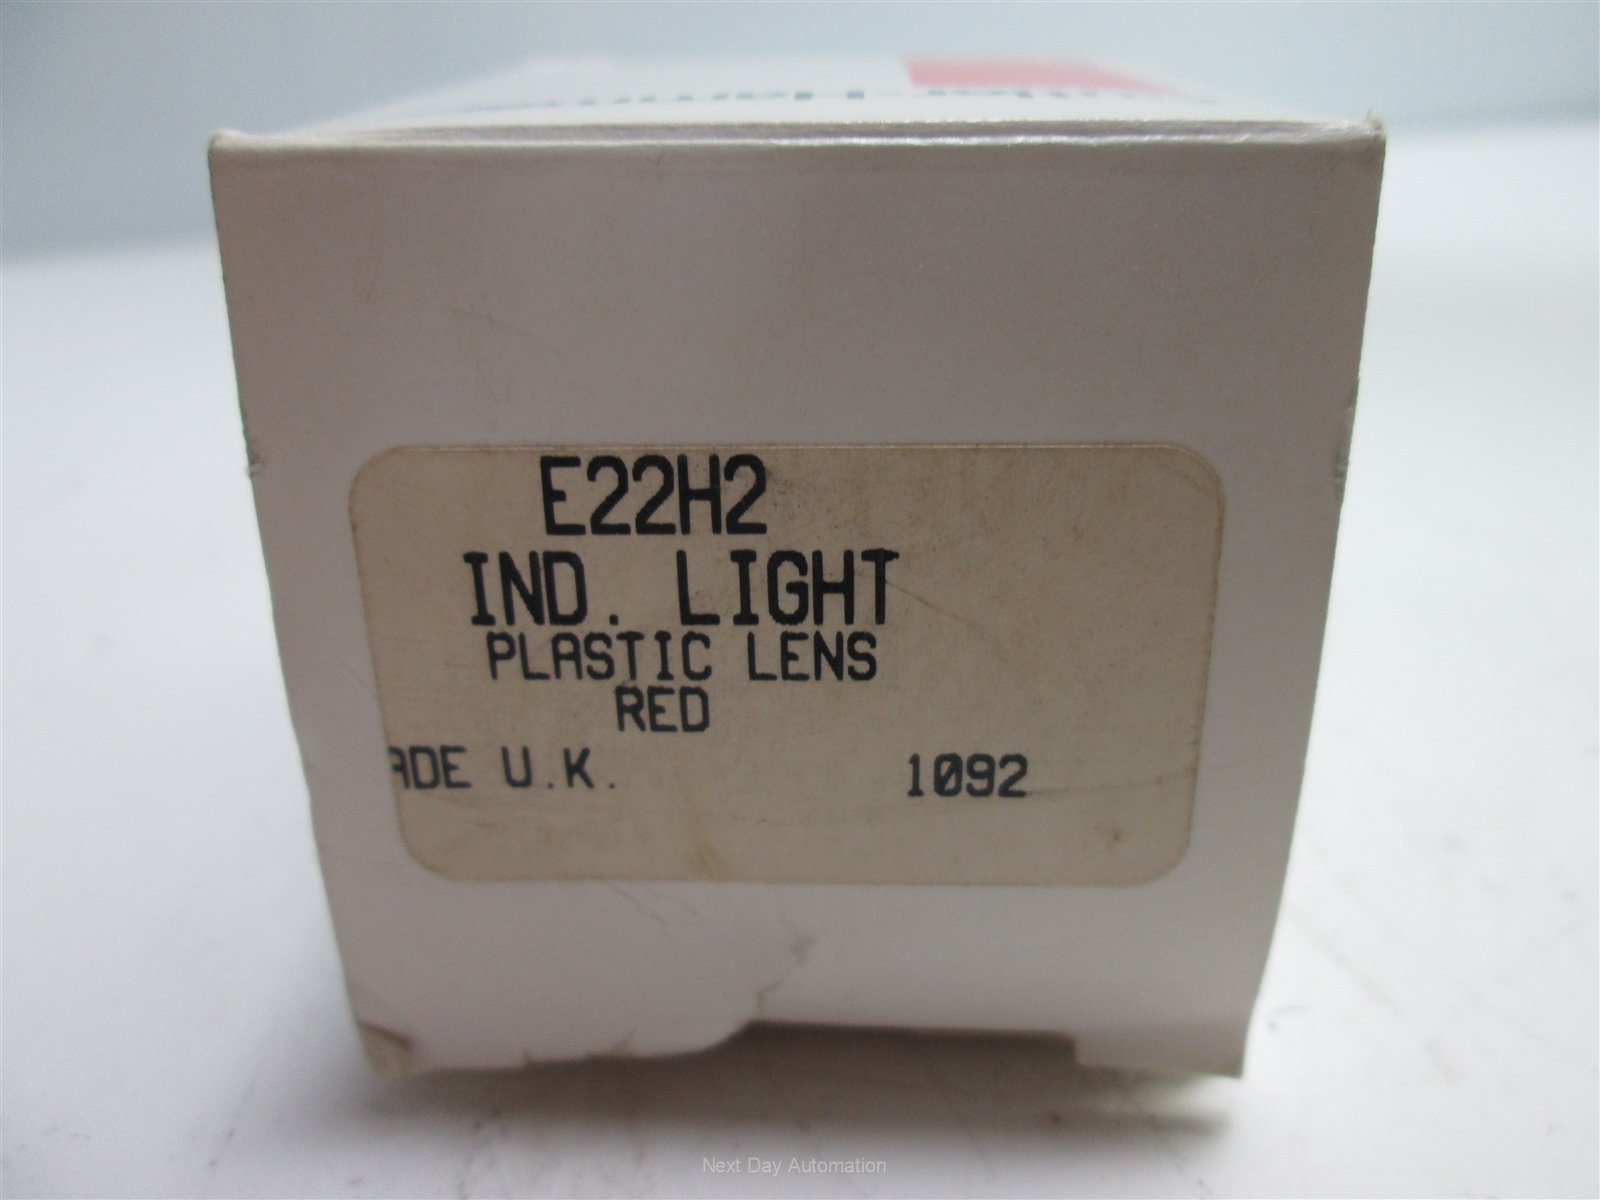 E22H2
IND. LIGHT
PLASTIC LENS
RED
ADE U.K. 1092
Next Day Automation